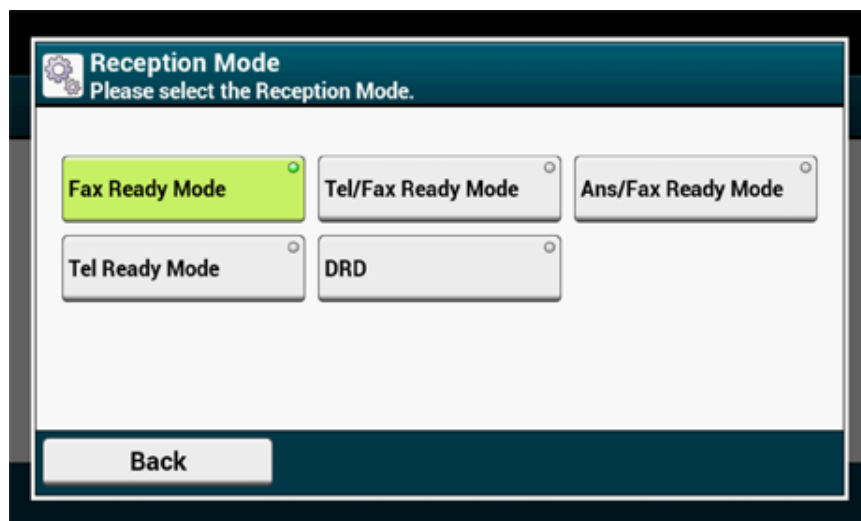 Reception Mode
Please select the Reception Mode.
Fax Ready Mode
Tel/Fax Ready Mode
Ans/Fax Ready Mode
Tel Ready Mode
DRD
Back